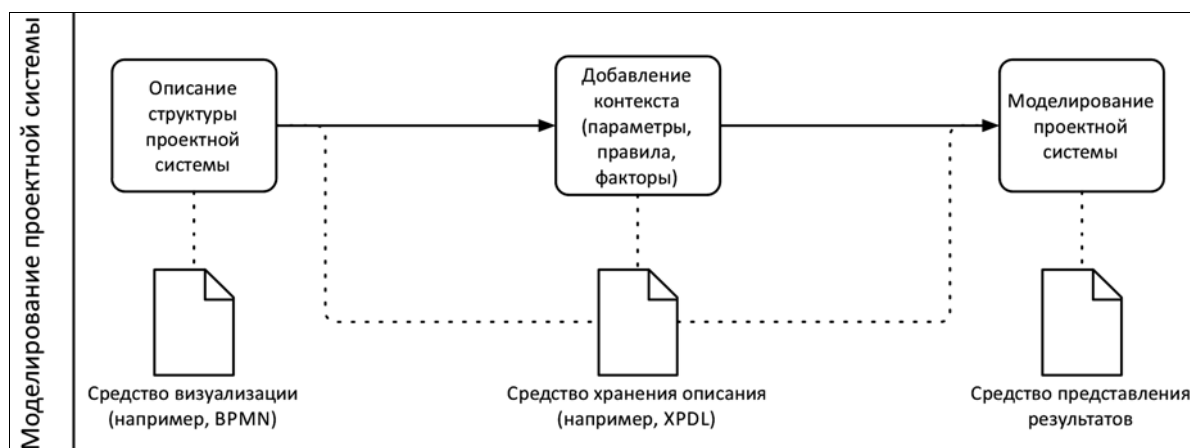 Моделирование проектной системы
Описание
структуры
проектной
системы
Добавление
контекста
(параметры,
правила,
факторы)
Моделирование
проектной
системы
Средство визуализации
(например, BPMN)
Средство хранения описания
(например, XPDL)
Средство представления
результатов